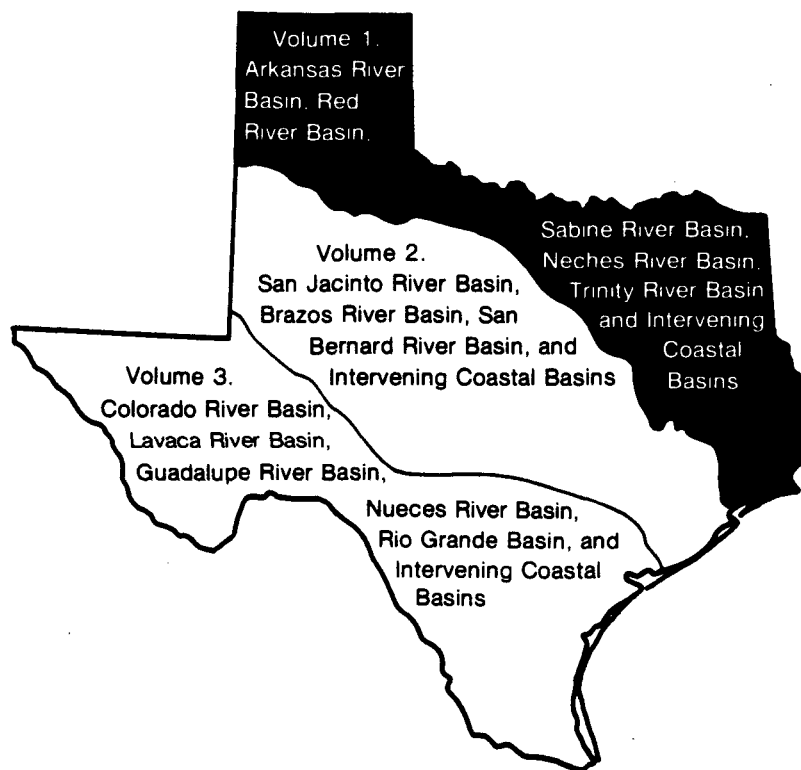 Volume 1.
Arkansas River
Basin. Red
River Basin.
Sabine River Basin.
Neches River Basin.
Trinity River Basin
and Intervening
Coastal
Basins
Volume 2.
San Jacinto River Basin,
Brazos River Basin, San
Bernard River Basin, and
Intervening Coastal Basins
Volume 3.
Colorado River Basin,
Lavaca River Basin,
Guadalupe River Basin,
Nueces River Basin,
Rio Grande Basin, and
Intervening Coastal
Basins